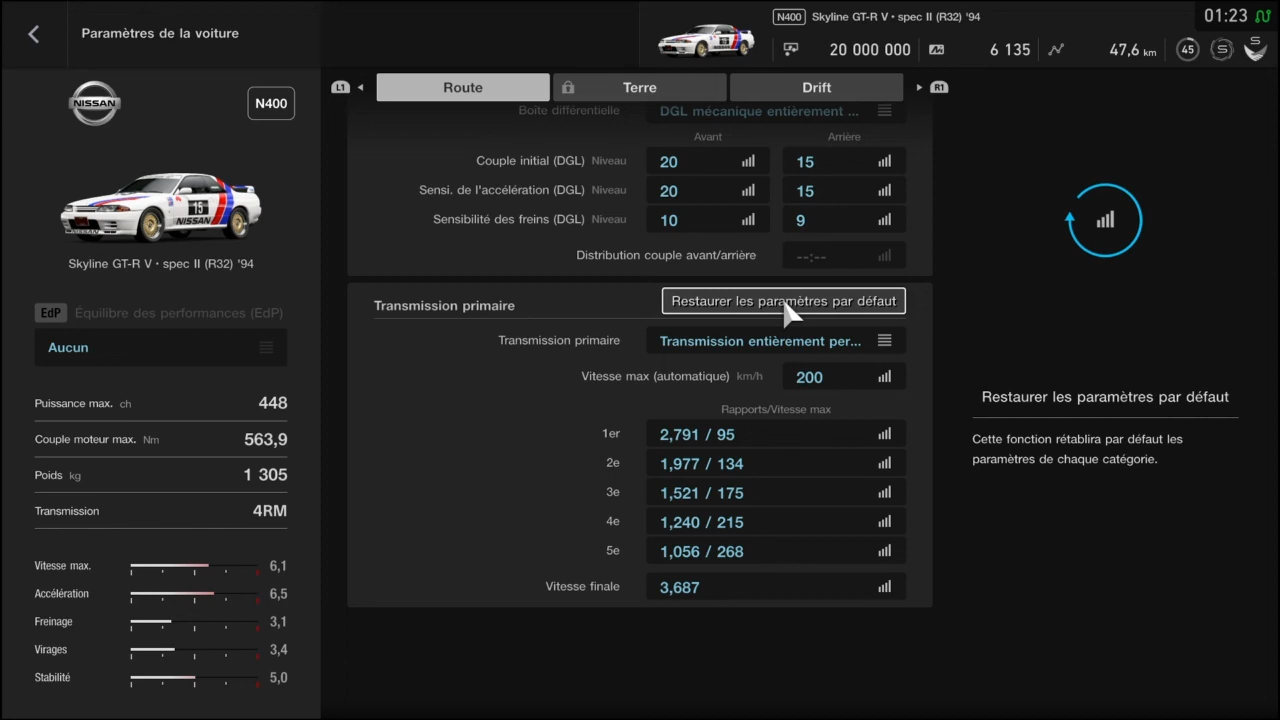 Paramètres de la voiture
N400 Skyline GT-R V • spec II (R32) '94
20 000 000 6 135 47,6 km 45 S S
01:23
L1 Route Terre Drift R1
NISSAN
N400
15
NISSAN
Skyline GT-R V • spec II (R32) '94
EdP Équilibre des performances (EdP)
Aucun
Puissance max. ch 448
Couple moteur max. Nm 563,9
Poids kg 1 305
Transmission 4RM
Vitesse max. 6,1
Accélération 6,5
Freinage 3,1
Virages 3,4
Stabilité 5,0
Boîte différentielle DGL mécanique entièrement ...
Avant Arrière
Couple initial (DGL) Niveau 20 15
Sensi. de l'accélération (DGL) Niveau 20 15
Sensibilité des freins (DGL) Niveau 10 9
Distribution couple avant/arrière --:--
Transmission primaire Restaurer les paramètres par défaut
Transmission primaire Transmission entièrement per...
Vitesse max (automatique) km/h 200
Rapports/Vitesse max
1er 2,791 / 95
2e 1,977 / 134
3e 1,521 / 175
4e 1,240 / 215
5e 1,056 / 268
Vitesse finale 3,687
Restaurer les paramètres par défaut
Cette fonction rétablira par défaut les
paramètres de chaque catégorie.